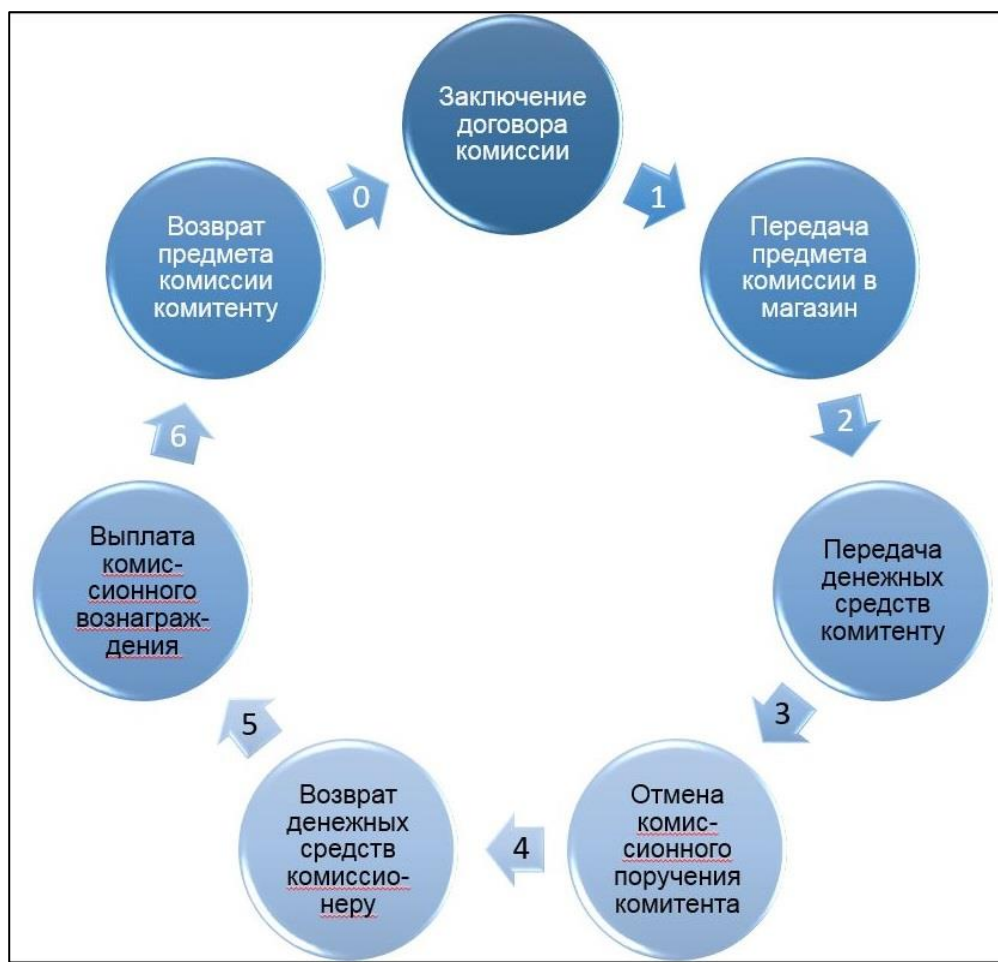 Заключение
договора
комиссии
1
Передача
предмета
комиссии в
магазин
2
Передача
денежных
средств
комитенту
3
Отмена
комис-
сионного
поручения
комитента
4
Возврат
денежных
средств
комиссио-
неру
5
Выплата
комис-
сионного
вознаграж-
дения
6
Возврат
предмета
комиссии
комитенту
0